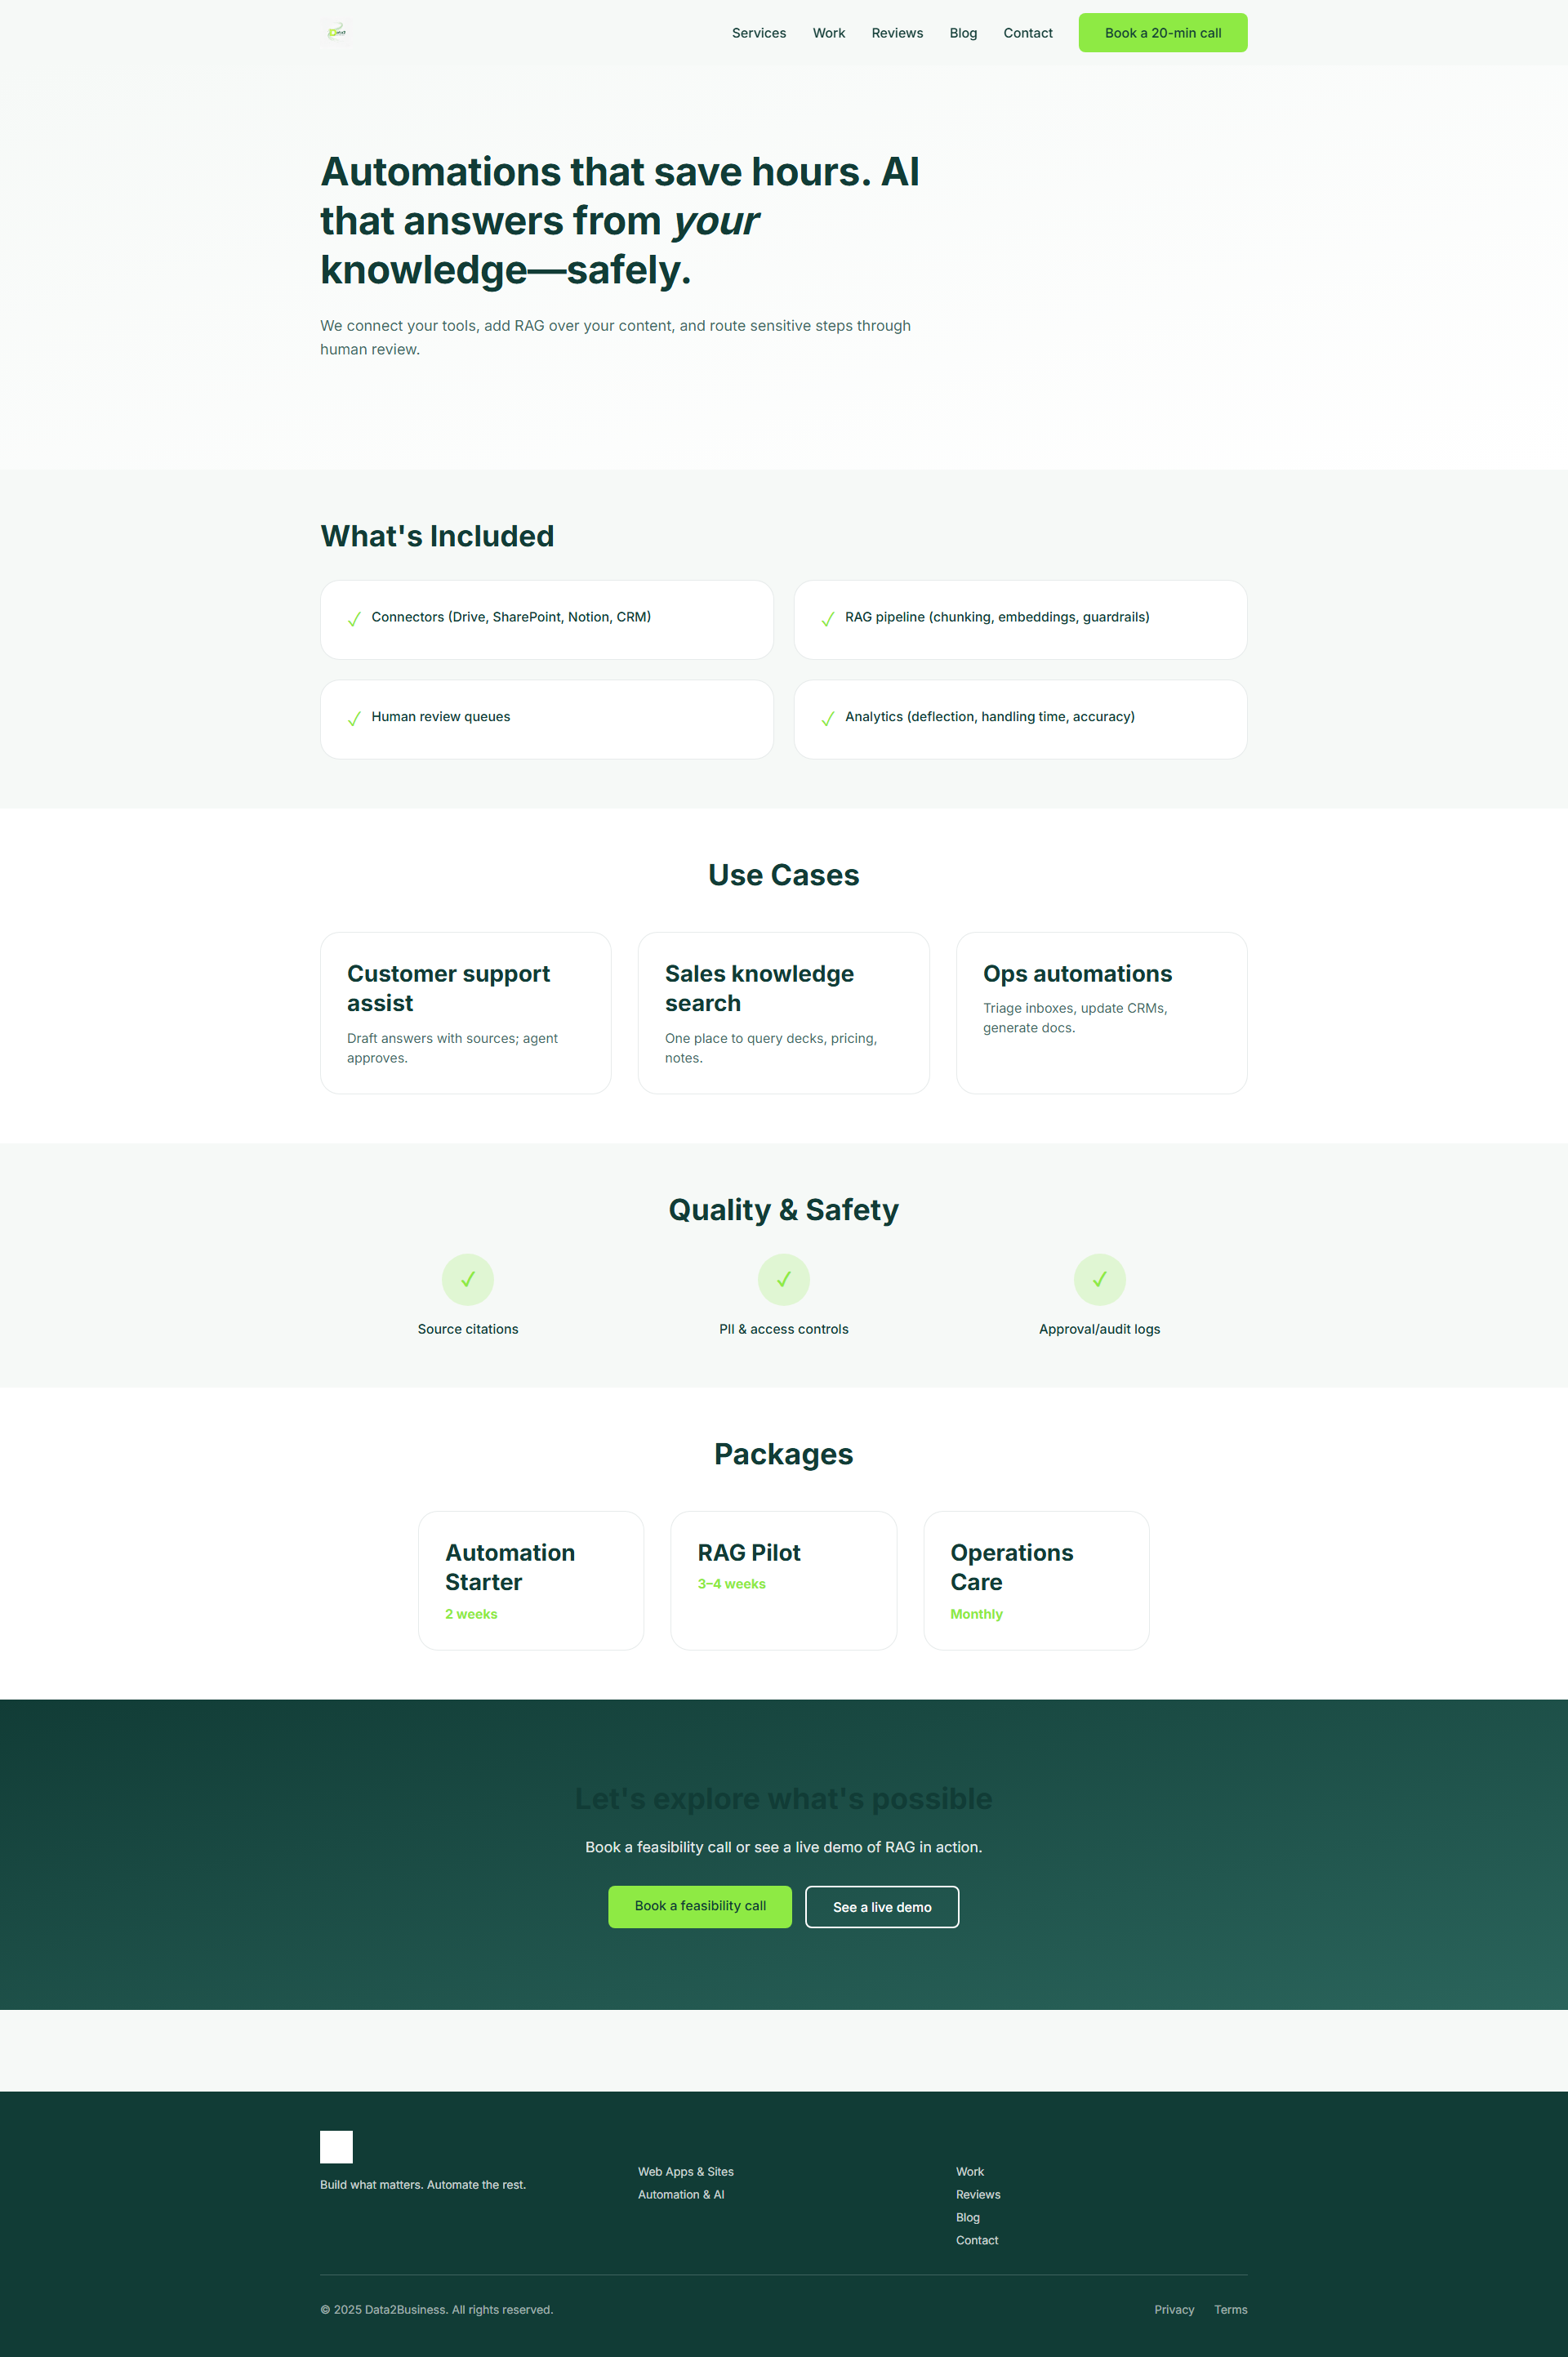 Services Work Reviews Blog Contact Book a 20-min call
Automations that save hours. AI
that answers from your
knowledge—safely.
We connect your tools, add RAG over your content, and route sensitive steps through
human review.
What's Included
✓ Connectors (Drive, SharePoint, Notion, CRM)
✓ RAG pipeline (chunking, embeddings, guardrails)
✓ Human review queues
✓ Analytics (deflection, handling time, accuracy)
Use Cases
Customer support
assist
Draft answers with sources; agent
approves.
Sales knowledge
search
One place to query decks, pricing,
notes.
Ops automations
Triage inboxes, update CRMs,
generate docs.
Quality & Safety
✓
Source citations
✓
PII & access controls
✓
Approval/audit logs
Packages
Automation
Starter
2 weeks
RAG Pilot
3–4 weeks
Operations
Care
Monthly
Let's explore what's possible
Book a feasibility call or see a live demo of RAG in action.
Book a feasibility call
See a live demo
Build what matters. Automate the rest.
Web Apps & Sites
Automation & AI
Work
Reviews
Blog
Contact
© 2025 Data2Business. All rights reserved.
Privacy Terms